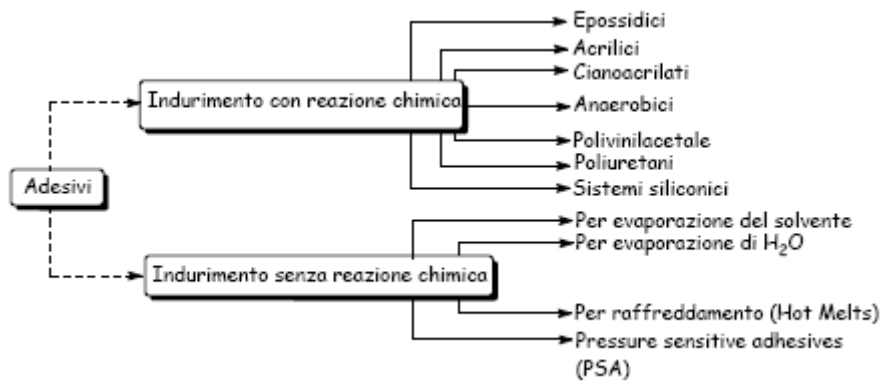 Epossidici
Acrilici
Cianoacrilati
Indurimento con reazione chimica
Anaerobici
Polivinilacetale
Poliuretani
Sistemi siliconici
Adesivi
Per evaporazione del solvente
Per evaporazione di H₂O
Indurimento senza reazione chimica
Per raffreddamento (Hot Melts)
Pressure sensitive adhesives
(PSA)